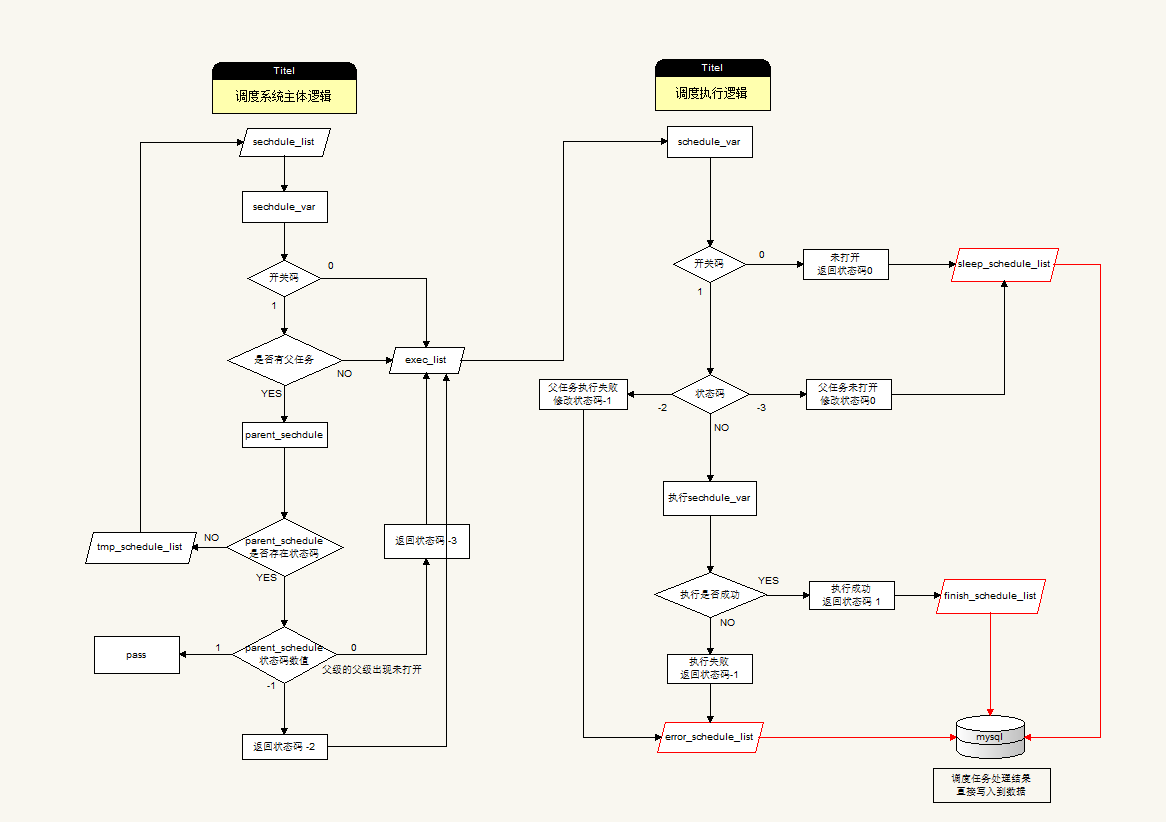 Titel
调度系统主体逻辑
sechdule_list
sechdule_var
开关码
0
1
是否有父任务
NO
YES
exec_list
parent_sechdule
parent_schedule
是否存在状态码
NO
YES
tmp_schedule_list
返回状态码 -3
parent_schedule
状态码数值
1
0
父级的父级出现未打开
-1
pass
返回状态码 -2
Titel
调度执行逻辑
schedule_var
开关码
0
1
未打开
返回状态码0
sleep_schedule_list
状态码
-2
-3
NO
父任务执行失败
修改状态码-1
父任务未打开
修改状态码0
执行sechdule_var
执行是否成功
YES
NO
执行成功
返回状态码 1
finish_schedule_list
执行失败
返回状态码-1
error_schedule_list
mysql
调度任务处理结果
直接写入到数据